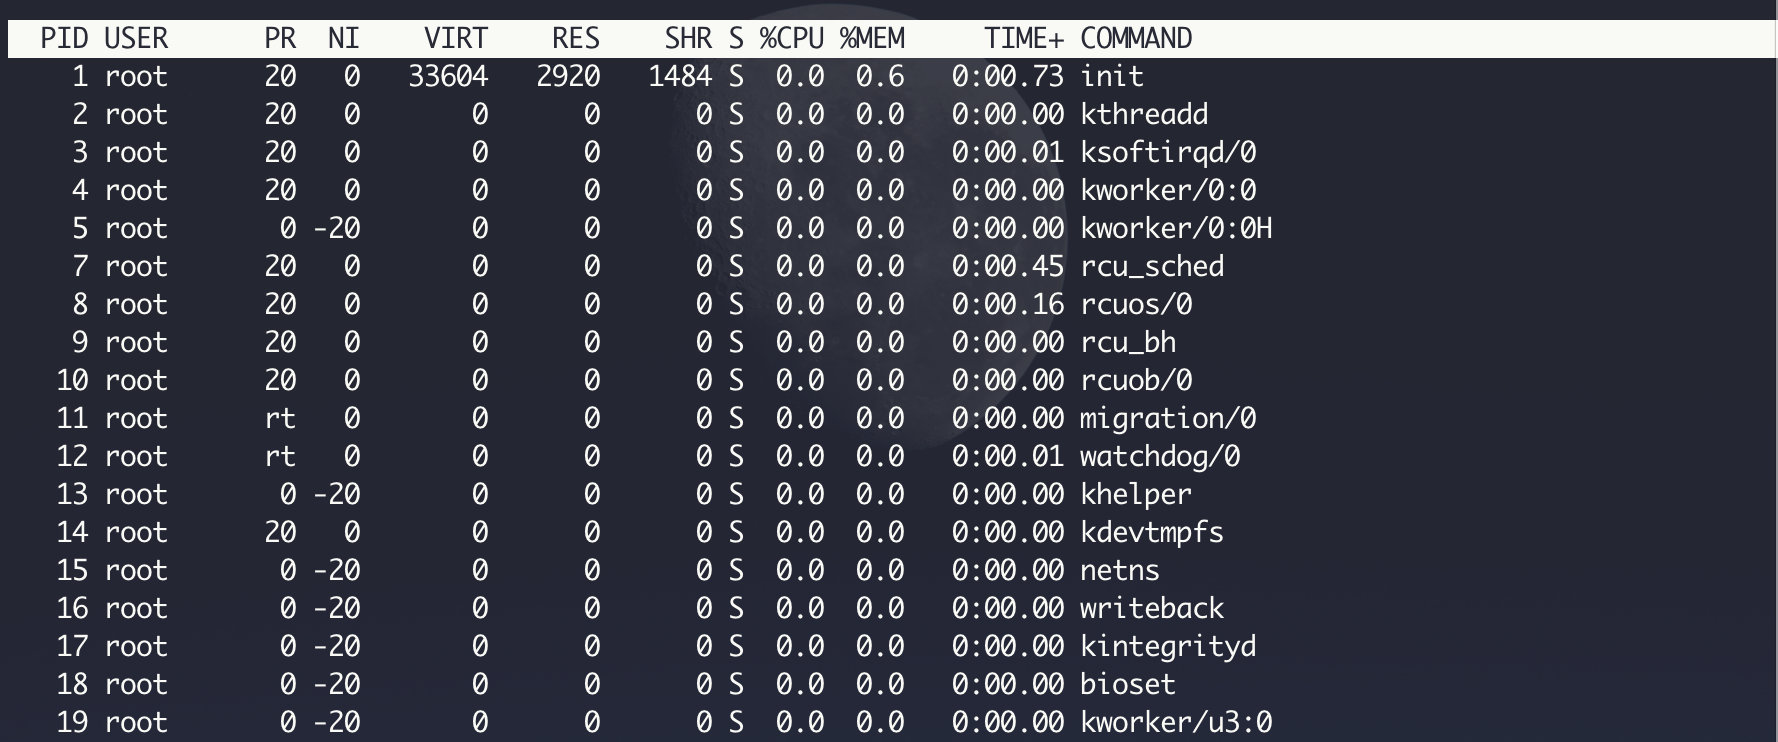 PID USER PR NI VIRT RES SHR S %CPU %MEM TIME+ COMMAND
1 root 20 0 33604 2920 1484 S 0.0 0.6 0:00.73 init
2 root 20 0 0 0 0 S 0.0 0.0 0:00.00 kthreadd
3 root 20 0 0 0 0 S 0.0 0.0 0:00.01 ksoftirqd/0
4 root 20 0 0 0 0 S 0.0 0.0 0:00.00 kworker/0:0
5 root 0 -20 0 0 0 S 0.0 0.0 0:00.00 kworker/0:0H
7 root 20 0 0 0 0 S 0.0 0.0 0:00.45 rcu_sched
8 root 20 0 0 0 0 S 0.0 0.0 0:00.16 rcuos/0
9 root 20 0 0 0 0 S 0.0 0.0 0:00.00 rcu_bh
10 root 20 0 0 0 0 S 0.0 0.0 0:00.00 rcuob/0
11 root rt 0 0 0 0 S 0.0 0.0 0:00.00 migration/0
12 root rt 0 0 0 0 S 0.0 0.0 0:00.01 watchdog/0
13 root 0 -20 0 0 0 S 0.0 0.0 0:00.00 khelper
14 root 20 0 0 0 0 S 0.0 0.0 0:00.00 kdevtmpfs
15 root 0 -20 0 0 0 S 0.0 0.0 0:00.00 netns
16 root 0 -20 0 0 0 S 0.0 0.0 0:00.00 writeback
17 root 0 -20 0 0 0 S 0.0 0.0 0:00.00 kintegrityd
18 root 0 -20 0 0 0 S 0.0 0.0 0:00.00 bioset
19 root 0 -20 0 0 0 S 0.0 0.0 0:00.00 kworker/u3:0